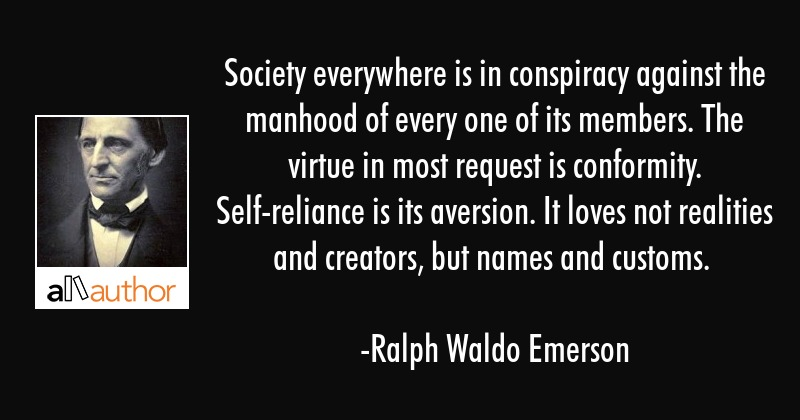 Society everywhere is in conspiracy against the
manhood of every one of its members. The
virtue in most request is conformity.
Self-reliance is its aversion. It loves not realities
and creators, but names and customs.
-Ralph Waldo Emerson
allauthor